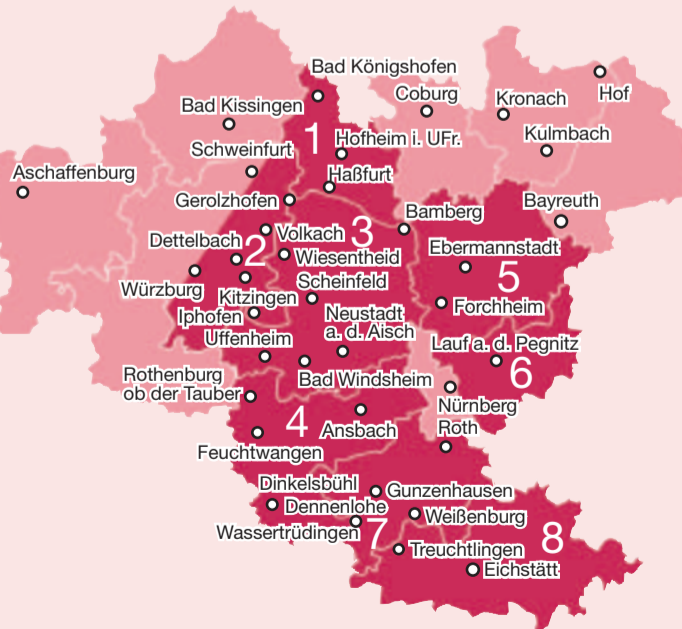 Bad Königshofen
Coburg
Kronach
Hof
Bad Kissingen
1
Hofheim i. UFr.
Kulmbach
Schweinfurt
Aschaffenburg
Haßfurt
Gerolzhofen
Bamberg
Bayreuth
Dettelbach
2
Volkach
3
Wiesentheid
Ebermannstadt
5
Würzburg
Kitzingen
Scheinfeld
Forchheim
Iphofen
Neustadt
a. d. Aisch
Uffenheim
Lauf a. d. Pegnitz
6
Rothenburg
ob der Tauber
Bad Windsheim
Nürnberg
4
Ansbach
Roth
Feuchtwangen
Dinkelsbühl
Gunzenhausen
Dennenlohe
Weißenburg
Wassertrüdingen
7
8
Treuchtlingen
Eichstätt